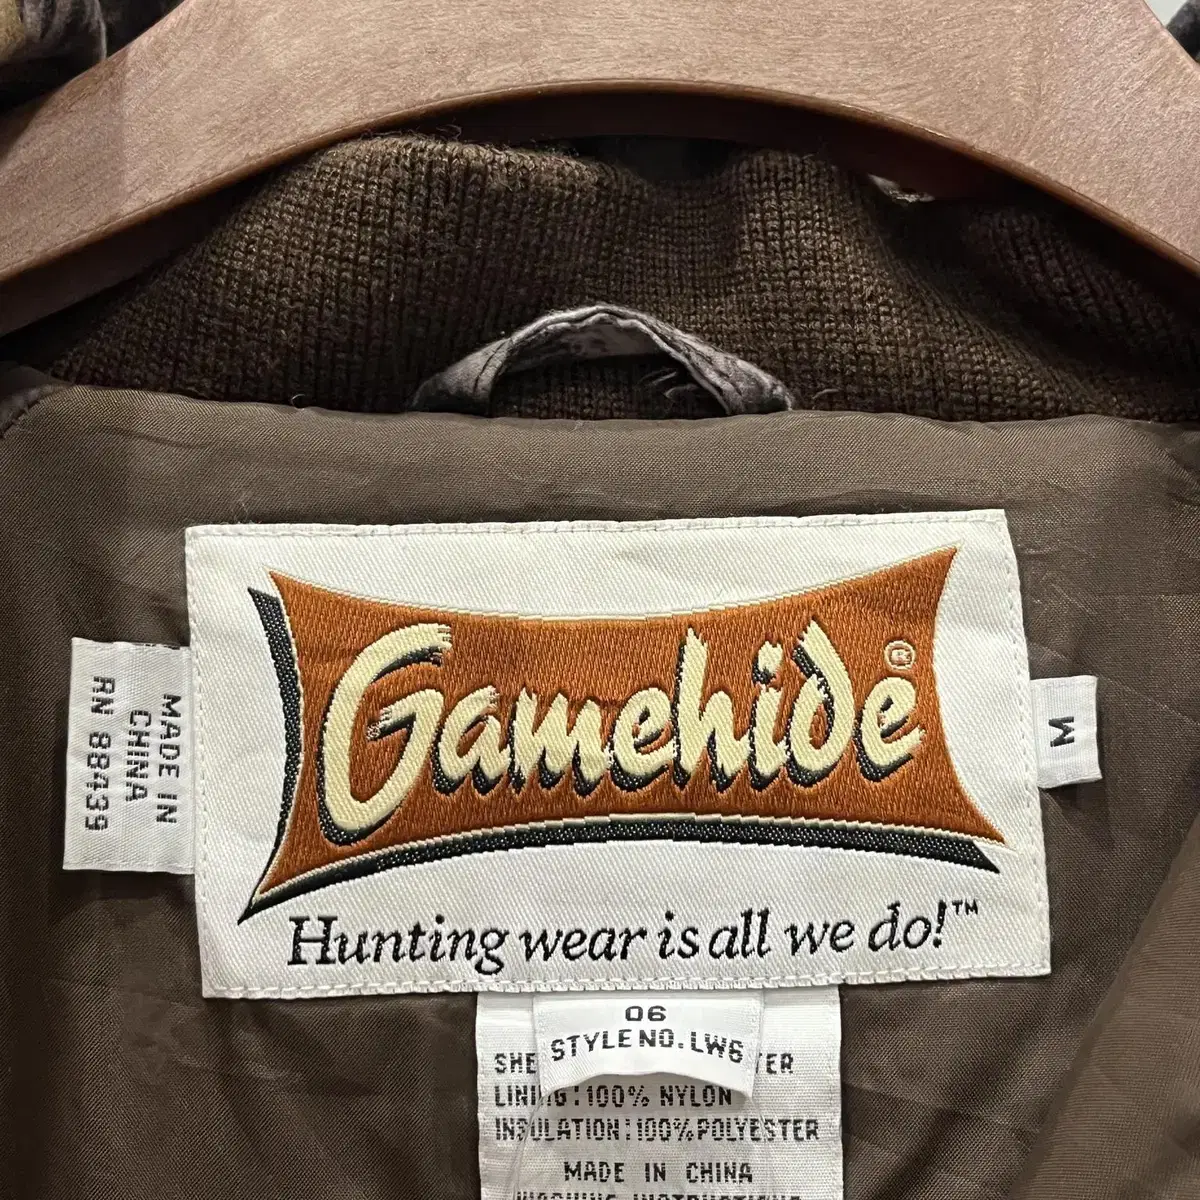 Gamehide®
Hunting wear is all we do!™
MADE IN
CHINA
RN 88439
M
06
STYLE NO. LW6
LINING:100% NYLON
INSULATION:100%POLYESTER
MADE IN CHINA